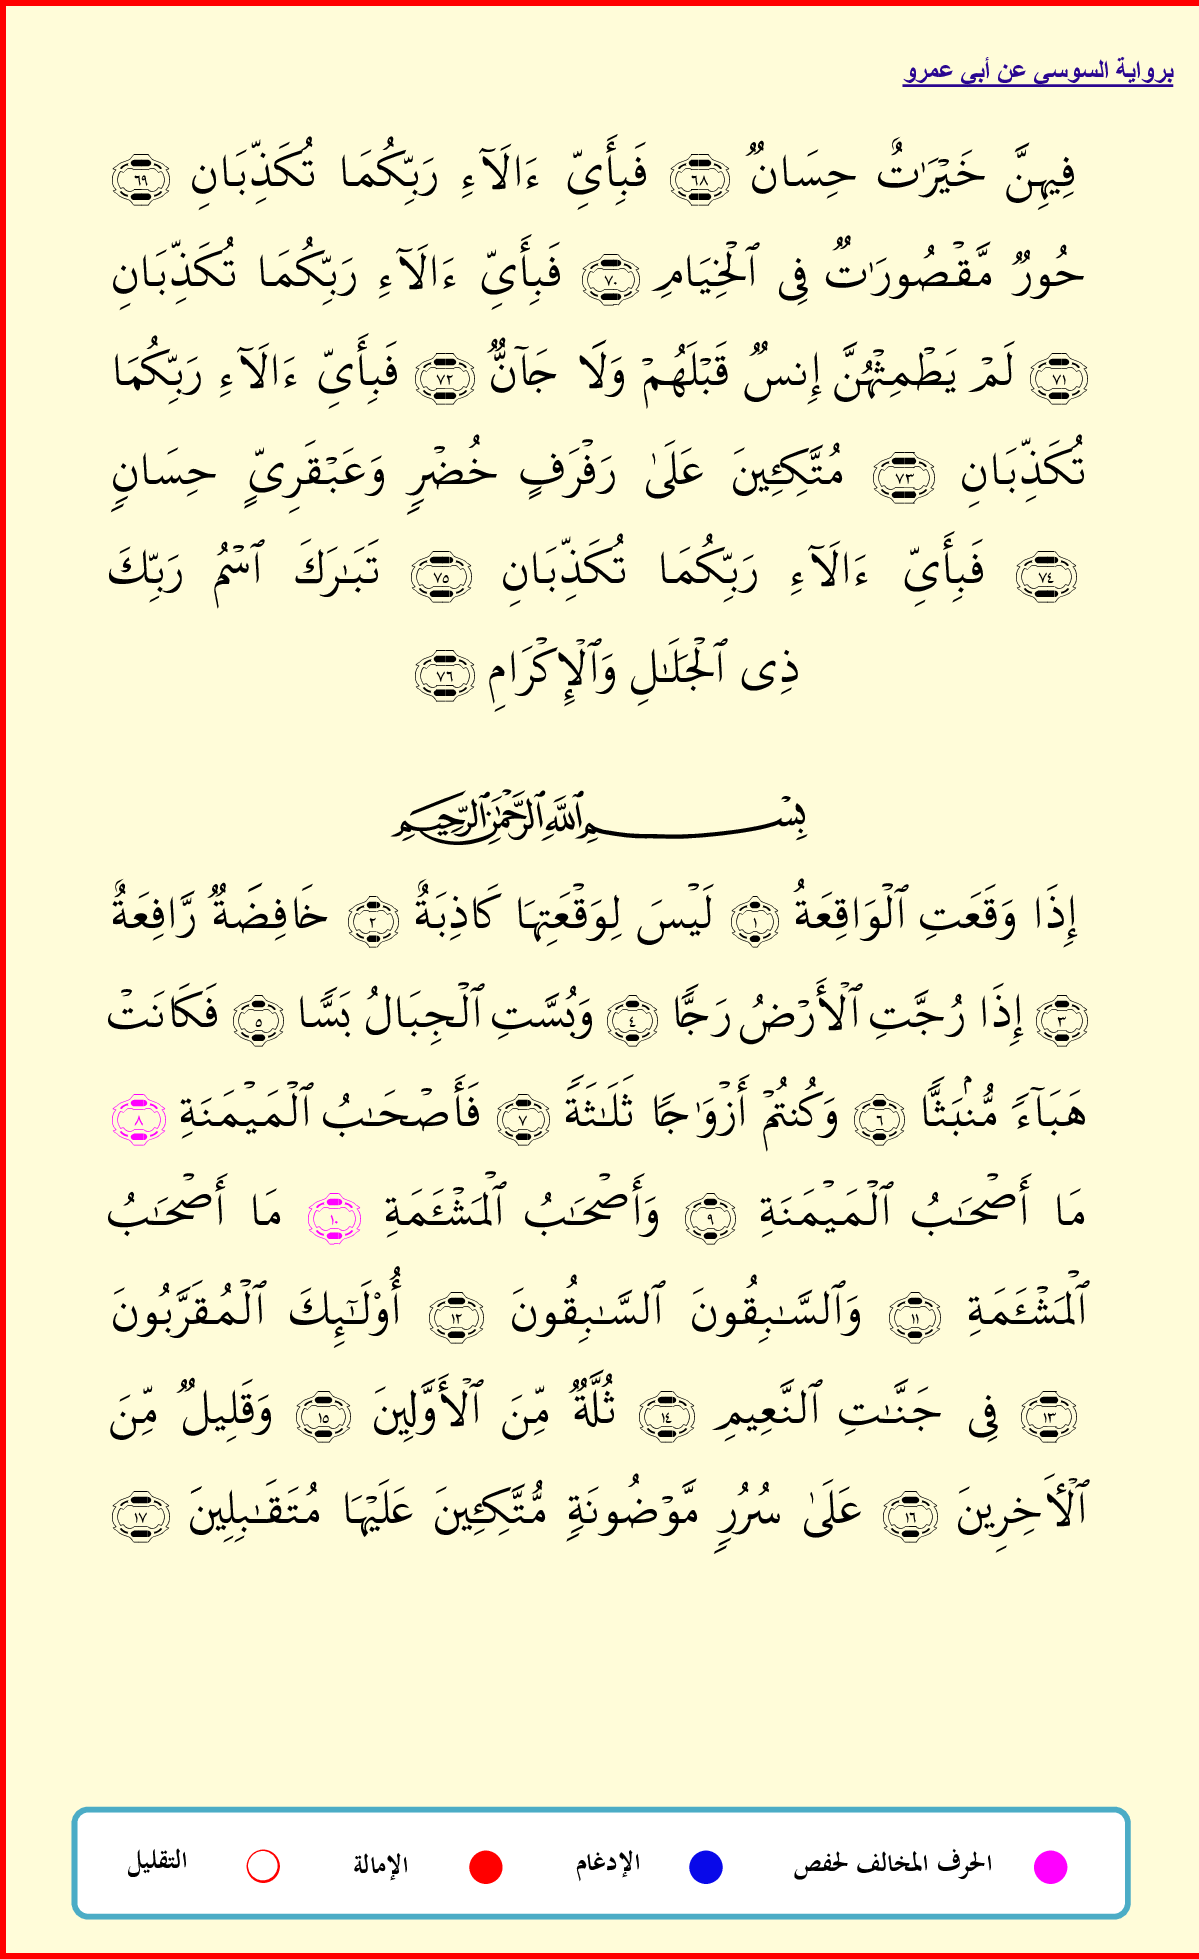 برواية السوسي عن أبي عمرو
فِيهِنَّ خَيْرَٰتٌ حِسَانٌ ٦٨ فَبِأَيِّ ءَالَآءِ رَبِّكُمَا تُكَذِّبَانِ ٦٩
حُورٌ مَّقْصُورَٰتٌ فِى ٱلْخِيَامِ ٧٠ فَبِأَيِّ ءَالَآءِ رَبِّكُمَا تُكَذِّبَانِ
٧١ لَمْ يَطْمِثْهُنَّ إِنسٌ قَبْلَهُمْ وَلَا جَآنٌّ ٧٢ فَبِأَيِّ ءَالَآءِ رَبِّكُمَا
تُكَذِّبَانِ ٧٣ مُتَّكِـِٔينَ عَلَىٰ رَفْرَفٍ خُضْرٍ وَعَبْقَرِىٍّ حِسَانٍ
٧٤ فَبِأَيِّ ءَالَآءِ رَبِّكُمَا تُكَذِّبَانِ ٧٥ تَبَـٰرَكَ ٱسْمُ رَبِّكَ
ذِى ٱلْجَلَـٰلِ وَٱلْإِكْرَامِ ٧٦
بِسْمِ ٱللَّهِ ٱلرَّحْمَـٰنِ ٱلرَّحِيمِ
إِذَا وَقَعَتِ ٱلْوَاقِعَةُ ١ لَيْسَ لِوَقْعَتِهَا كَاذِبَةٌ ٢ خَافِضَةٌ رَّافِعَةٌ
٣ إِذَا رُجَّتِ ٱلْأَرْضُ رَجًّا ٤ وَبُسَّتِ ٱلْجِبَالُ بَسًّا ٥ فَكَانَتْ
هَبَآءً مُّنۢبَثًّا ٦ وَكُنتُمْ أَزْوَٰجًا ثَلَـٰثَةً ٧ فَأَصْحَـٰبُ ٱلْمَيْمَنَةِ ٨
مَا أَصْحَـٰبُ ٱلْمَيْمَنَةِ ٩ وَأَصْحَـٰبُ ٱلْمَشْـَٔمَةِ ١٠ مَا أَصْحَـٰبُ
ٱلْمَشْـَٔمَةِ ١١ وَٱلسَّـٰبِقُونَ ٱلسَّـٰبِقُونَ ١٢ أُوْلَـٰٓئِكَ ٱلْمُقَرَّبُونَ
١٣ فِى جَنَّـٰتِ ٱلنَّعِيمِ ١٤ ثُلَّةٌ مِّنَ ٱلْأَوَّلِينَ ١٥ وَقَلِيلٌ مِّنَ
ٱلْأَخِرِينَ ١٦ عَلَىٰ سُرُرٍ مَّوْضُونَةٍ مُّتَّكِـِٔينَ عَلَيْهَا مُتَقَـٰبِلِينَ ١٧
الحرف المخالف لحفص الإدغام الإمالة التقليل